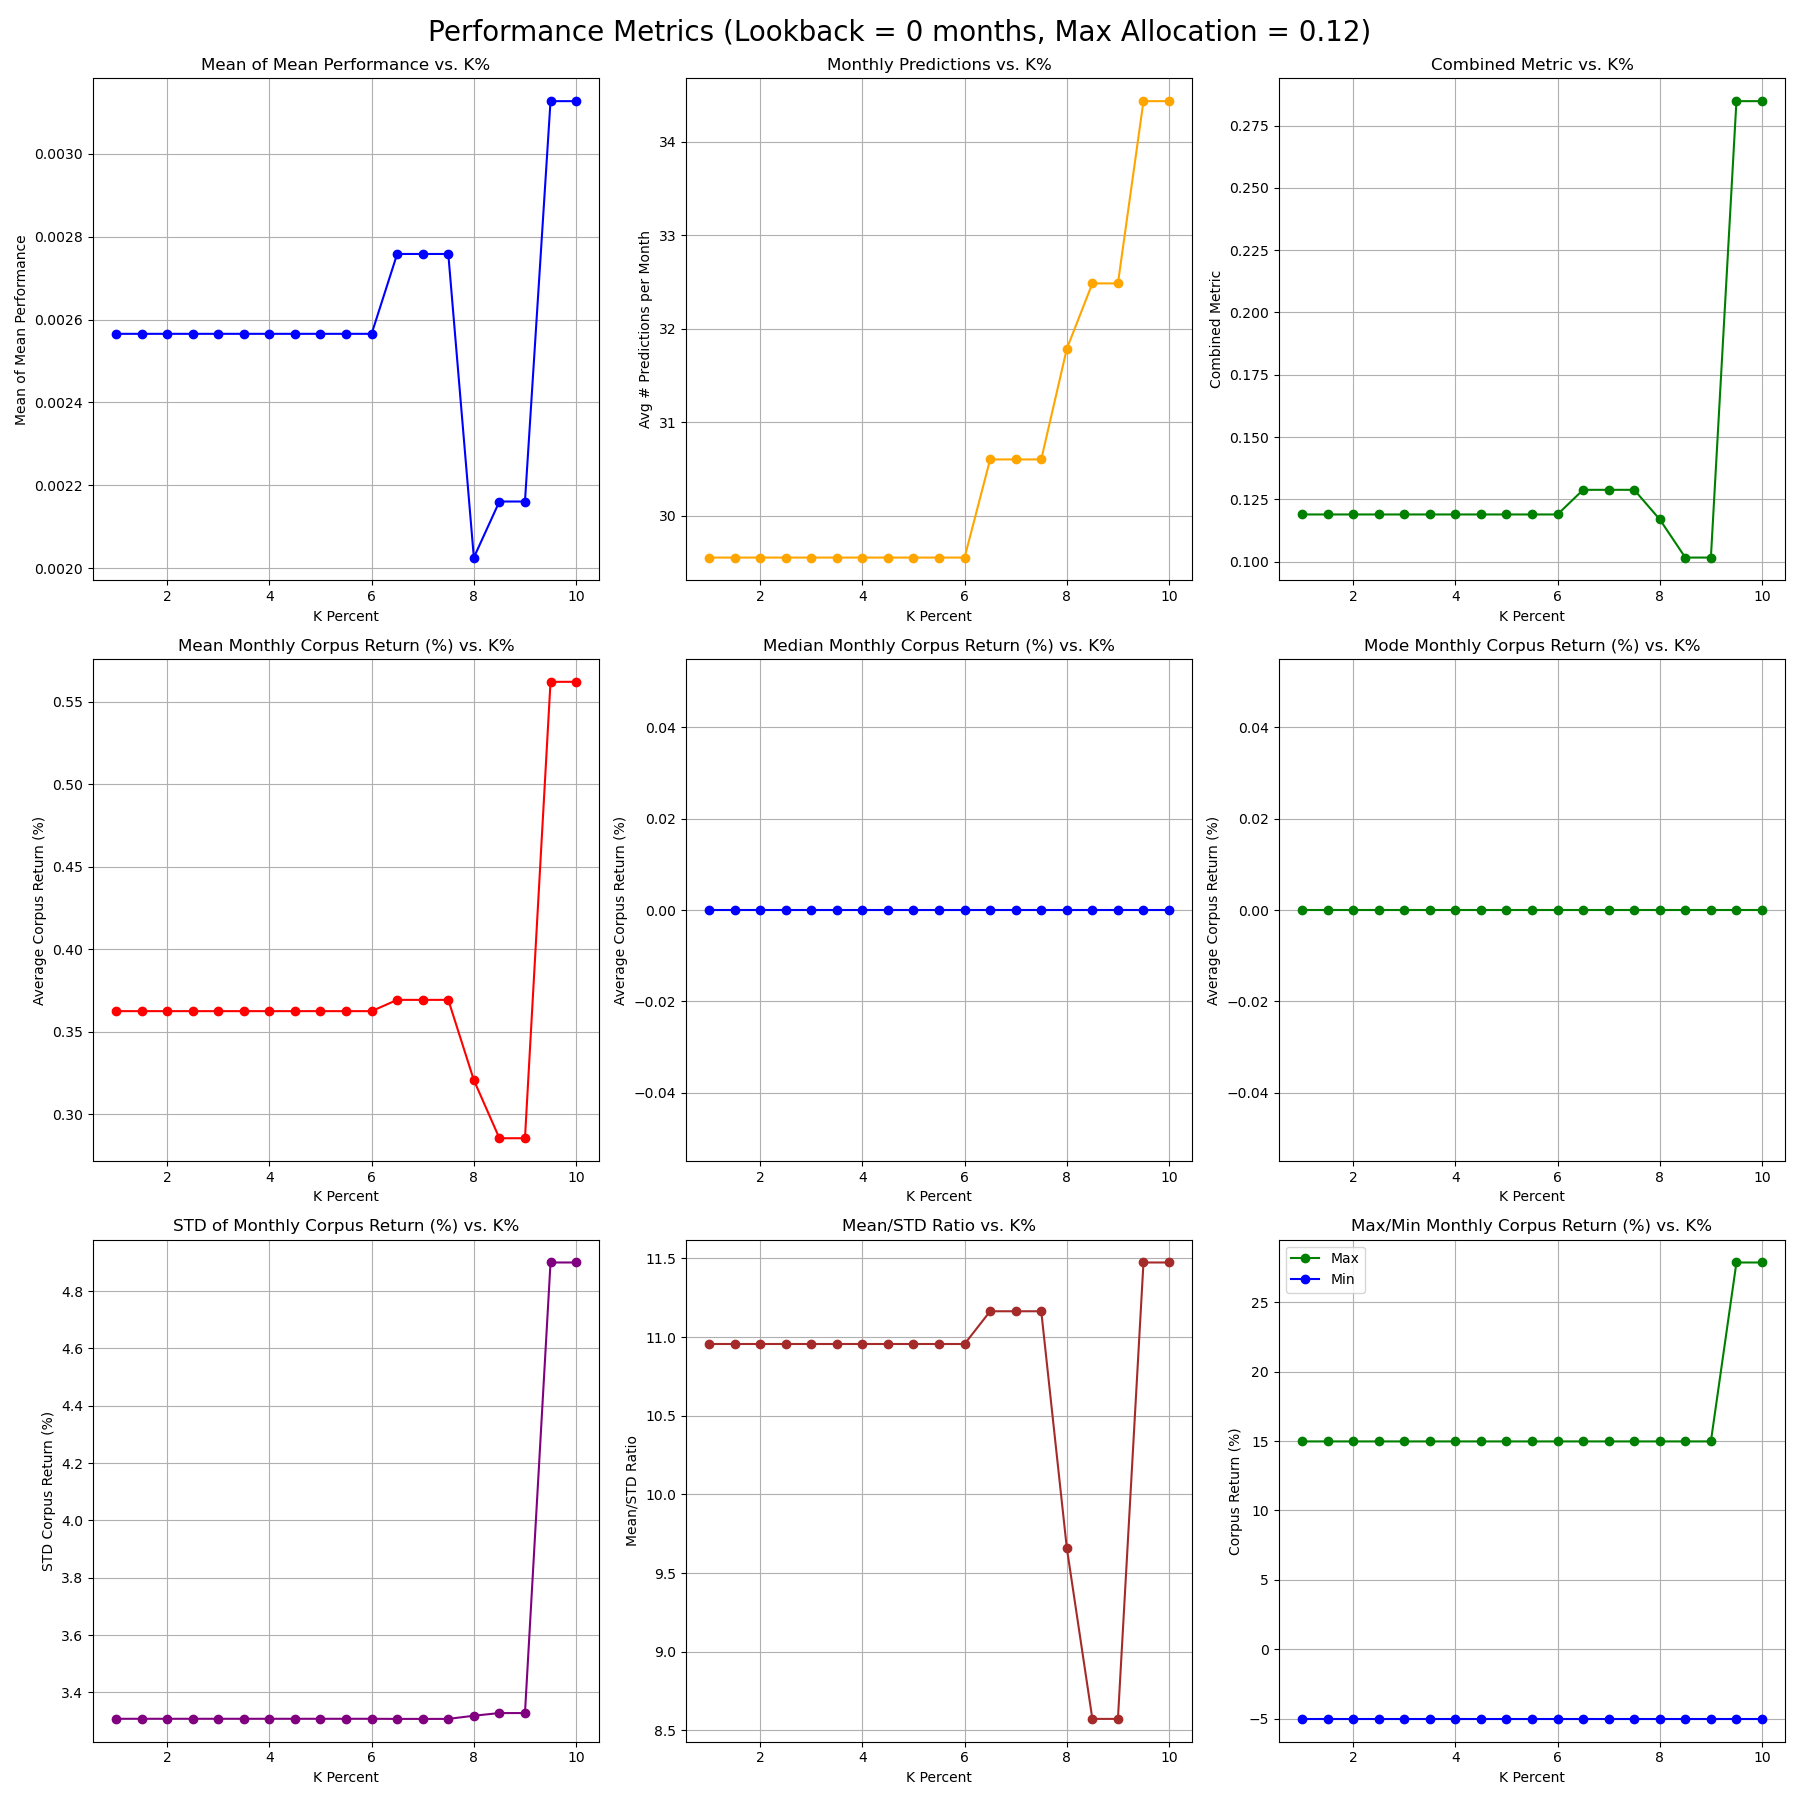 Performance Metrics (Lookback = 0 months, Max Allocation = 0.12)
Mean of Mean Performance vs. K%
Mean of Mean Performance
0.0030
0.0028
0.0026
0.0024
0.0022
0.0020
2 4 6 8 10
K Percent
Monthly Predictions vs. K%
Avg # Predictions per Month
34
33
32
31
30
2 4 6 8 10
K Percent
Combined Metric vs. K%
Combined Metric
0.275
0.250
0.225
0.200
0.175
0.150
0.125
0.100
2 4 6 8 10
K Percent
Mean Monthly Corpus Return (%) vs. K%
Average Corpus Return (%)
0.55
0.50
0.45
0.40
0.35
0.30
2 4 6 8 10
K Percent
Median Monthly Corpus Return (%) vs. K%
Average Corpus Return (%)
0.04
0.02
0.00
−0.02
−0.04
2 4 6 8 10
K Percent
Mode Monthly Corpus Return (%) vs. K%
Average Corpus Return (%)
0.04
0.02
0.00
−0.02
−0.04
2 4 6 8 10
K Percent
STD of Monthly Corpus Return (%) vs. K%
STD Corpus Return (%)
4.8
4.6
4.4
4.2
4.0
3.8
3.6
3.4
2 4 6 8 10
K Percent
Mean/STD Ratio vs. K%
Mean/STD Ratio
11.5
11.0
10.5
10.0
9.5
9.0
8.5
2 4 6 8 10
K Percent
Max/Min Monthly Corpus Return (%) vs. K%
Max
Min
Corpus Return (%)
25
20
15
10
5
0
−5
2 4 6 8 10
K Percent